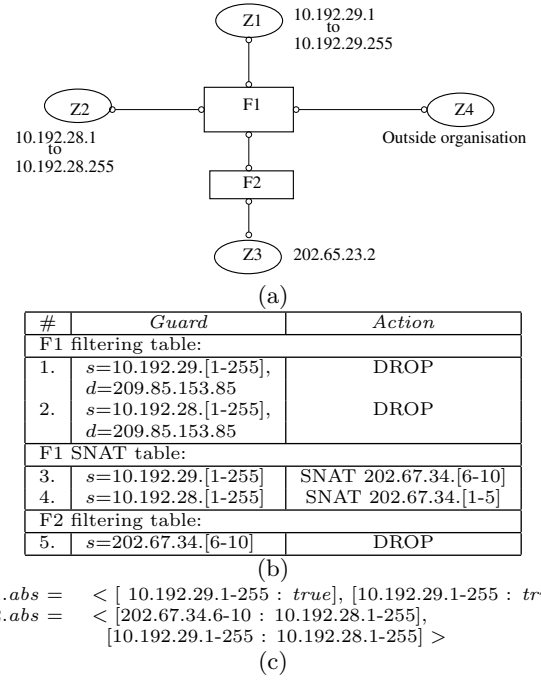 Z1
10.192.29.1
to
10.192.29.255
Z2
F1
Z4
10.192.28.1
to
10.192.28.255
Outside organisation
F2
Z3
202.65.23.2
(a)
# Guard Action
F1 filtering table:
1. s=10.192.29.[1-255], DROP
d=209.85.153.85
2. s=10.192.28.[1-255], DROP
d=209.85.153.85
F1 SNAT table:
3. s=10.192.29.[1-255] SNAT 202.67.34.[6-10]
4. s=10.192.28.[1-255] SNAT 202.67.34.[1-5]
F2 filtering table:
5. s=202.67.34.[6-10] DROP
(b)
.abs = < [ 10.192.29.1-255 : true], [10.192.29.1-255 :
.abs = < [202.67.34.6-10 : 10.192.28.1-255],
[10.192.29.1-255 : 10.192.28.1-255] >
(c)